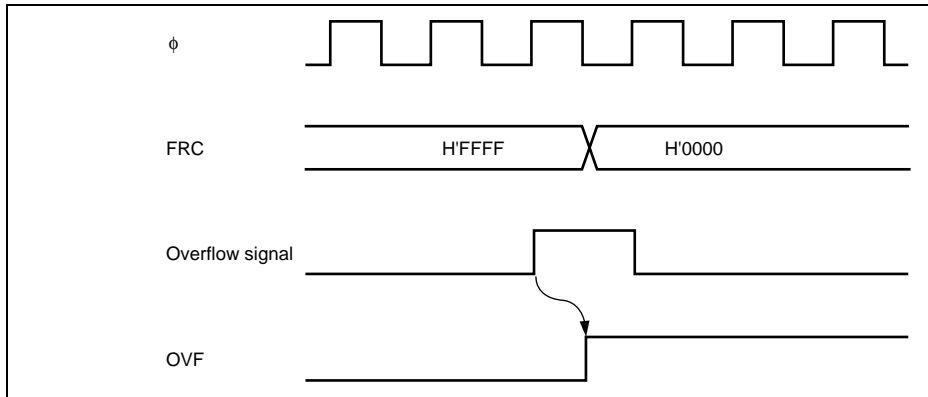 ϕ
FRC H'FFFF H'0000
Overflow signal
OVF